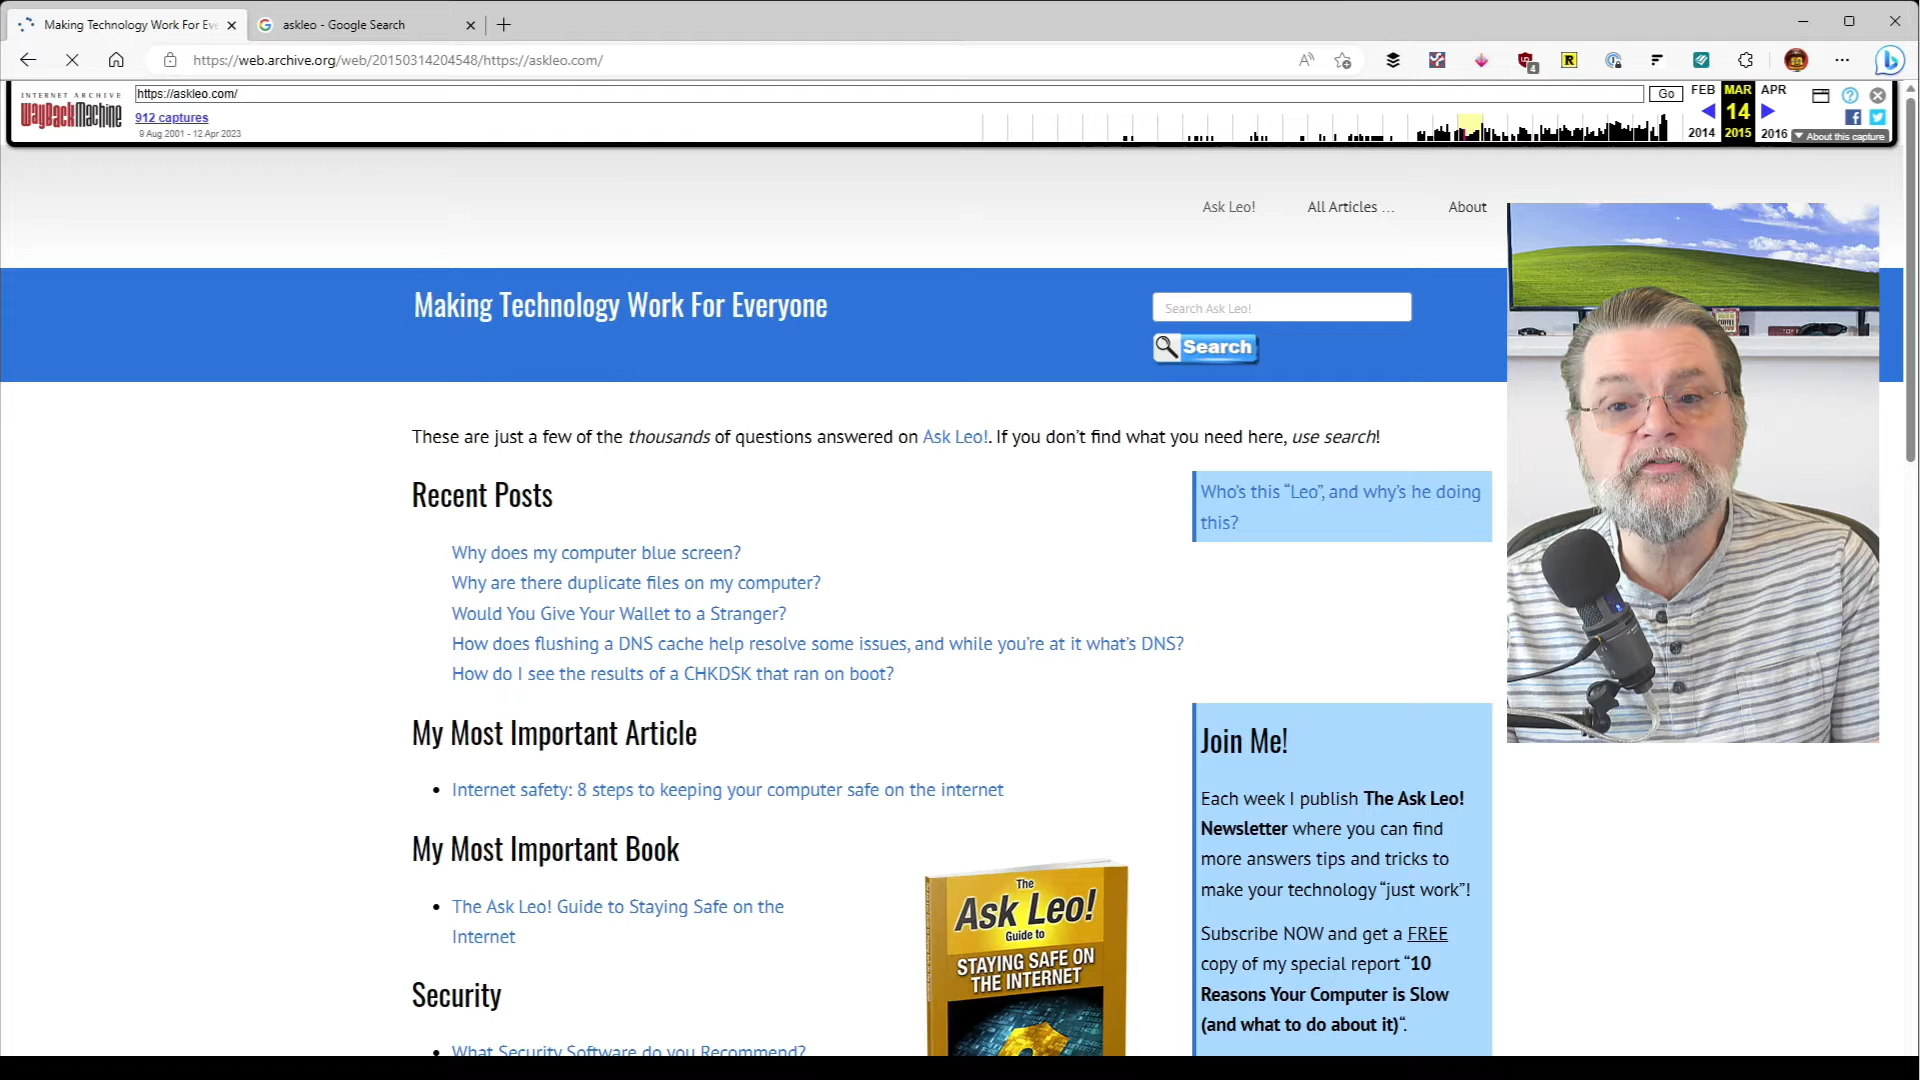 Making Technology Work For Eve
askleo - Google Search
https://web.archive.org/web/20150314204548/https://askleo.com/
INTERNET ARCHIVE
WayBackMachine
https://askleo.com/
Go
FEB
MAR
APR
912 captures
14
9 Aug 2001 - 12 Apr 2023
2014
2015
2016
About this capture
Ask Leo!
All Articles ...
About
Making Technology Work For Everyone
Search Ask Leo!
Search
These are just a few of the thousands of questions answered on Ask Leo!. If you don’t find what you need here, use search!
Recent Posts
Why does my computer blue screen?
Why are there duplicate files on my computer?
Would You Give Your Wallet to a Stranger?
How does flushing a DNS cache help resolve some issues, and while you’re at it what’s DNS?
How do I see the results of a CHKDSK that ran on boot?
Who’s this “Leo”, and why’s he doing
this?
My Most Important Article
Internet safety: 8 steps to keeping your computer safe on the internet
My Most Important Book
The Ask Leo! Guide to Staying Safe on the
Internet
Security
What Security Software do you Recommend?
The
Ask Leo!
Guide to
STAYING SAFE ON
THE INTERNET
Join Me!
Each week I publish The Ask Leo!
Newsletter where you can find
more answers tips and tricks to
make your technology “just work”!
Subscribe NOW and get a FREE
copy of my special report “10
Reasons Your Computer is Slow
(and what to do about it)“.